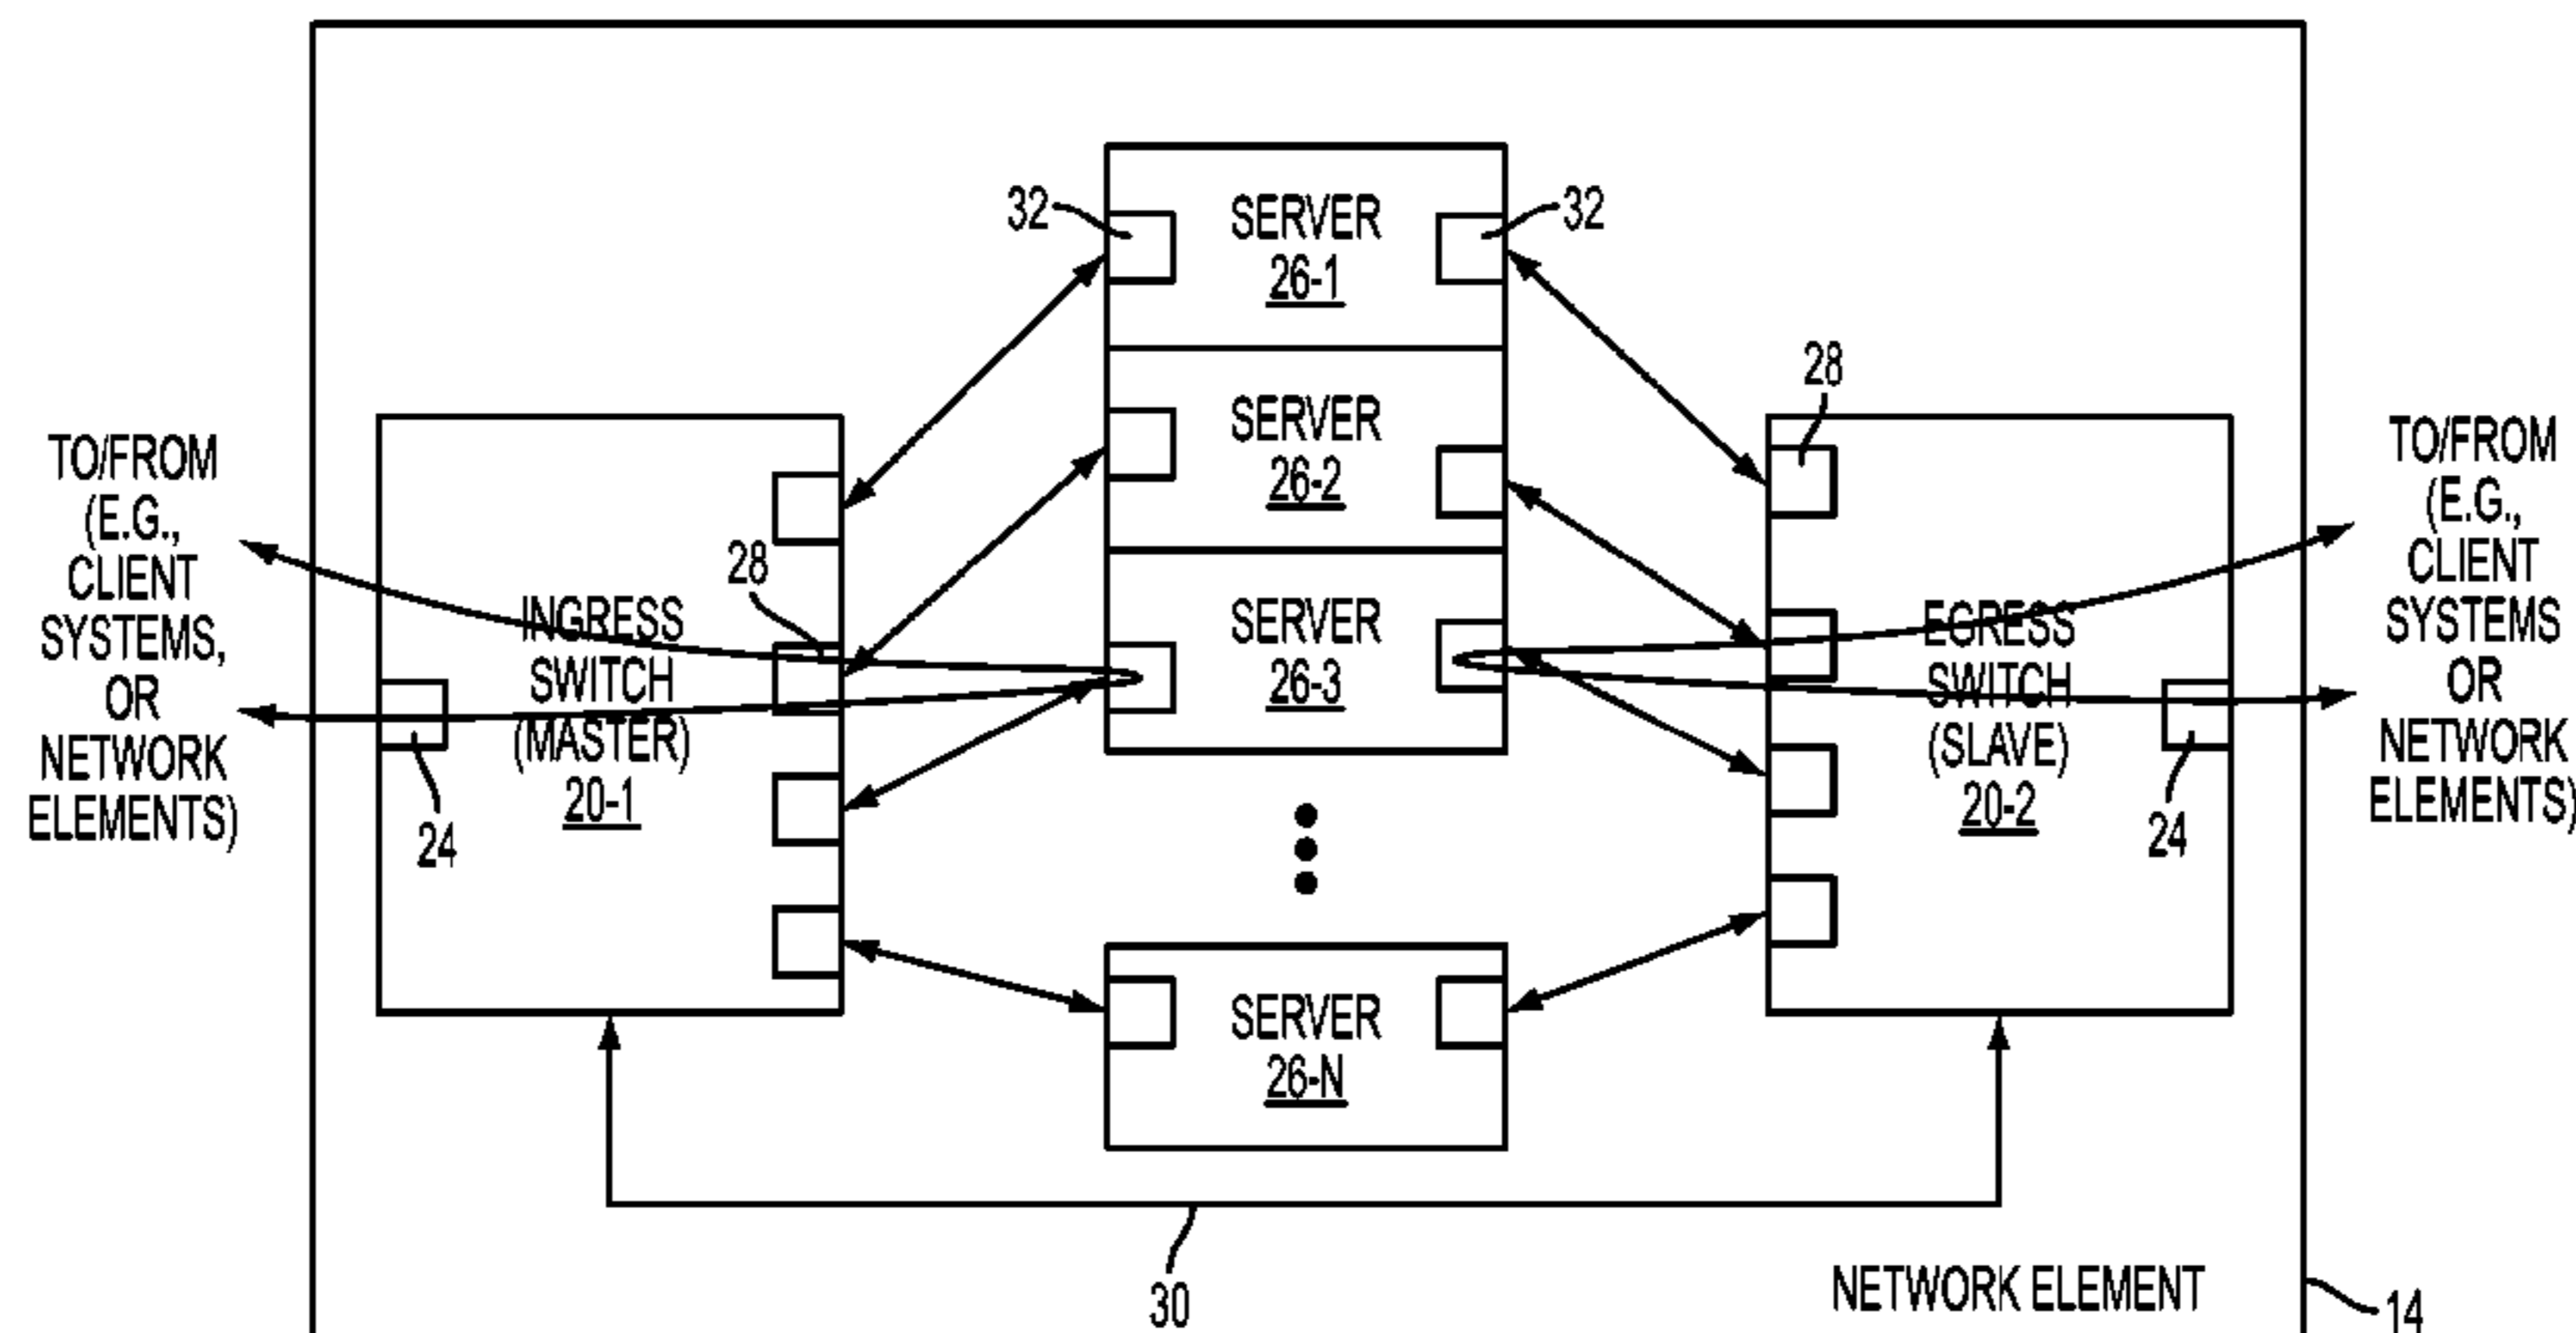 32
SERVER
26-1
32
SERVER
26-2
28
TO/FROM
(E.G.,
CLIENT
SYSTEMS,
OR
NETWORK
ELEMENTS)
INGRESS
SWITCH
(MASTER)
20-1
28
24
SERVER
26-3
EGRESS
SWITCH
(SLAVE)
20-2
24
TO/FROM
(E.G.,
CLIENT
SYSTEMS
OR
NETWORK
ELEMENTS)
SERVER
26-N
30
NETWORK ELEMENT
14